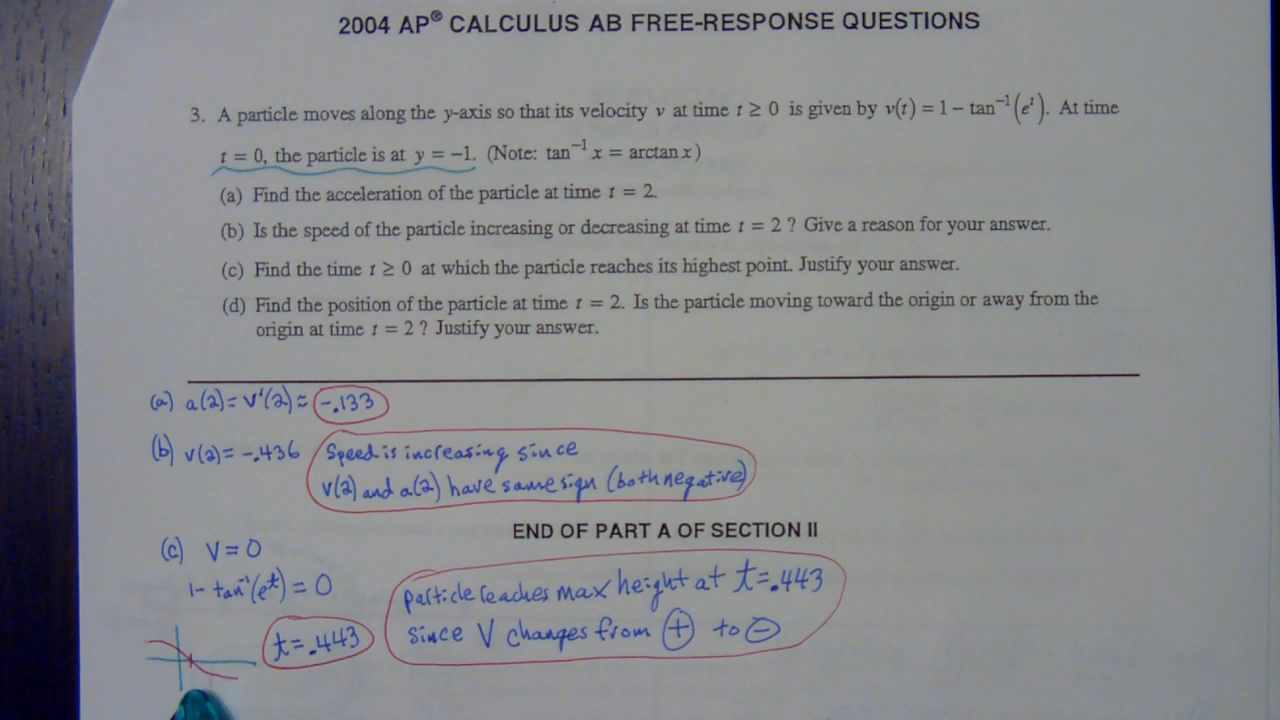 2004 AP® CALCULUS AB FREE-RESPONSE QUESTIONS
3. A particle moves along the y-axis so that its velocity v at time t ≥ 0 is given by v(t) = 1 − tan⁻¹(eᵗ). At time
t = 0, the particle is at y = −1. (Note: tan⁻¹ x = arctan x)
(a) Find the acceleration of the particle at time t = 2.
(b) Is the speed of the particle increasing or decreasing at time t = 2 ? Give a reason for your answer.
(c) Find the time t ≥ 0 at which the particle reaches its highest point. Justify your answer.
(d) Find the position of the particle at time t = 2. Is the particle moving toward the origin or away from the
origin at time t = 2 ? Justify your answer.
(a) a(2) = v'(2) ≈ -.133
(b) v(2) = -.436 Speed is increasing since
v(2) and a(2) have same sign (both negative)
END OF PART A OF SECTION II
(c) V = 0
1 - tan⁻¹(eᵗ) = 0
t = .443
particle reaches max height at t = .443
since V changes from + to −